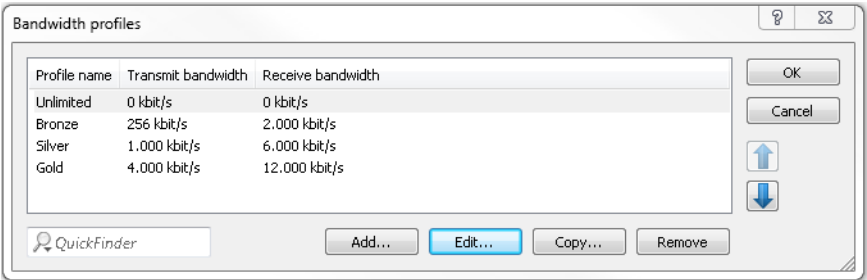 Bandwidth profiles
Profile name Transmit bandwidth Receive bandwidth
Unlimited 0 kbit/s 0 kbit/s
Bronze 256 kbit/s 2.000 kbit/s
Silver 1.000 kbit/s 6.000 kbit/s
Gold 4.000 kbit/s 12.000 kbit/s
OK
Cancel
QuickFinder
Add...
Edit...
Copy...
Remove